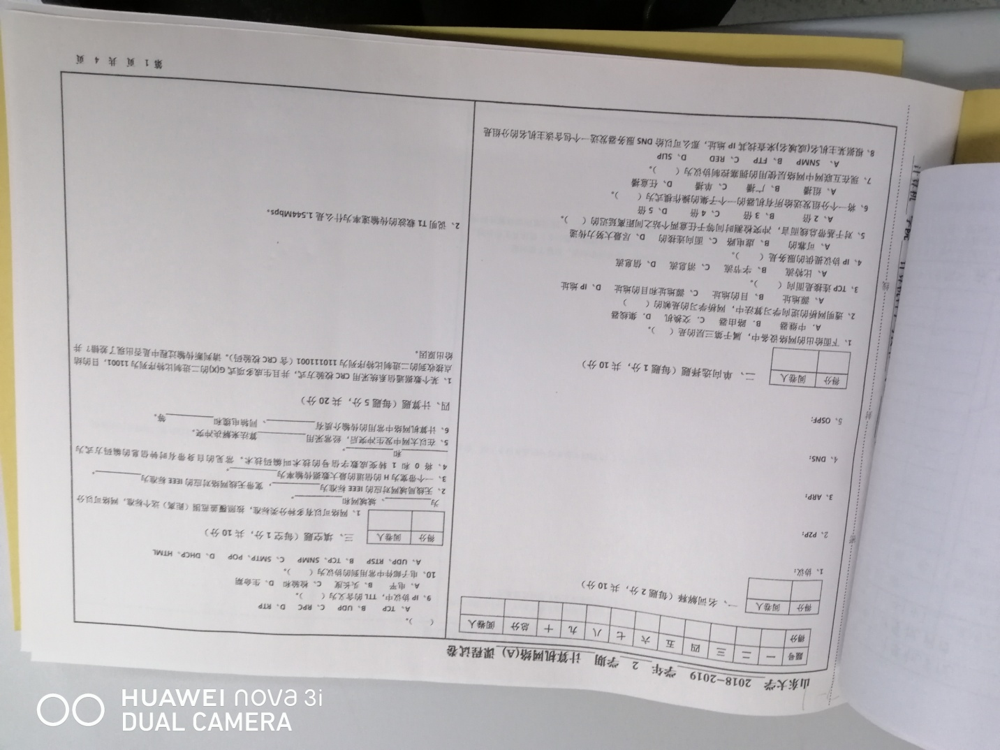 山东大学 2018-2019 学年 2 学期 计算机网络(A) 课程试卷
题号 一 二 三 四 五 六 七 八 九 十 总分 阅卷人
得分
得分 阅卷人
一、名词解释（每题 2 分，共 10 分）
1、协议：
2、P2P：
3、ARP：
4、DNS：
5、OSPF：
得分 阅卷人
二、单向选择题（每题 1 分，共 10 分）
1、下面给出的网络设备中，属于第三层的是（ ）。
A．中继器 B．路由器 C．交换机 D．集线器
2、透明网桥的逆向学习算法中，网桥学习的是帧的（ ）
A、源地址 B、目的地址 C、源地址和目的地址 D、IP 地址
3、TCP 连接是面向（ ）。
A、比特流 B、字节流 C、消息流 D、信息流
4、IP 协议提供的服务是（ ）。
A、可靠的 B、虚电路 C、面向连接的 D、尽最大努力传递
5、对于基带总线而言，冲突检测时间等于任意两个站之间距离延迟的（ ）。
A、2 倍 B、3 倍 C、4 倍 D、5 倍
6、将一个分组发送给所有机器的一个子集的操作模式为（ ）。
A、组播 B、广播 C、单播 D、任意播
7、现在互联网中网络层使用的拥塞控制协议为（ ）。
A、SNMP B、FTP C、RED D、SLIP
8、根据某主机名(或域名)来查找其 IP 地址，那么可以给 DNS 服务器发送一个包含该主机名的分组是
（ ）。
A、TCP B、UDP C、RPC D、RTP
9、IP 协议中，TTL 的含义为（ ）。
A、电平 B、头长度 C、检验和 D、生命期
10、电子邮件中常用到的协议为（ ）。
A、UDP、RTSP B、TCP、SNMP C、SMTP、POP D、DHCP、HTML
得分 阅卷人
三、填空题（每空 1 分，共 10 分）
1、网络可以有多种分类标准，按照覆盖范围（距离）这个标准，网络可以分
为________、城域网和________。
2、无线局域网对应的 IEEE 标准为________，宽带无线网络对应的 IEEE 标准为________。
3、一个带宽为 H 的信道的最大数据传输率为________。
4、将 0 和 1 转变成数字信号的技术叫编码技术，常见的自身带有时钟信息的编码方式为
________和________。
5、在以太网中发生冲突后，经常采用________算法来解决冲突。
6、计算机网络中常用的传输介质有________、同轴电缆和________等。
四、计算题（每题 5 分，共 20 分）
1、某个数据通信系统采用 CRC 校验方式，并且生成多项式 G(X)的二进制比特序列为 11001，目的结
点接收到的二进制比特序列为 110111001（含 CRC 校验码）。请判断传输过程中是否出现了差错？并
给出原因。
2、说明 T1 载波的传输速率为什么是 1.544Mbps。
第 1 页 共 4 页
密
封
线
HUAWEI nova 3i
DUAL CAMERA